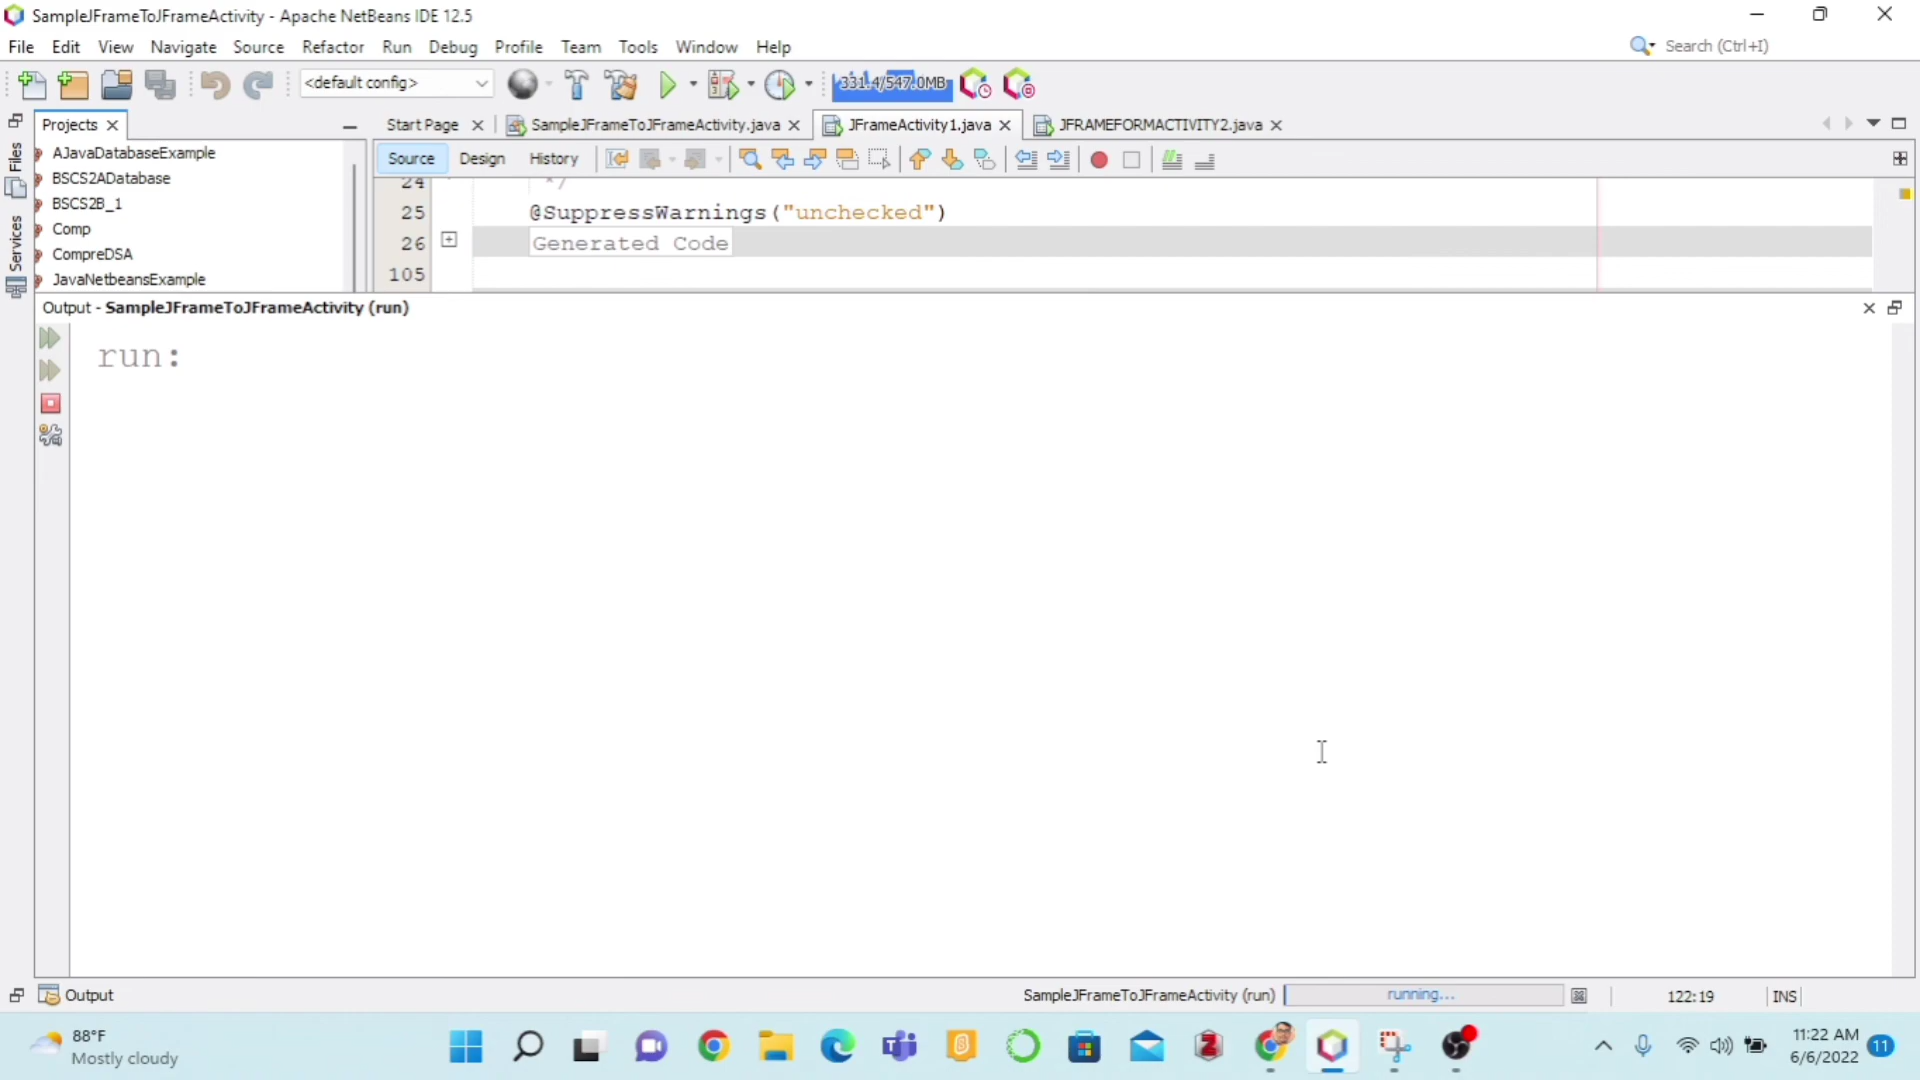 SampleJFrameToJFrameActivity - Apache NetBeans IDE 12.5
File Edit View Navigate Source Refactor Run Debug Profile Team Tools Window Help
Search (Ctrl+I)
<default config>
331.4/547.0MB
Projects
Start Page
SampleJFrameToJFrameActivity.java
JFrameActivity1.java
JFRAMEFORMACTIVITY2.java
Files
Services
AJavaDatabaseExample
BSCS2ADatabase
BSCS2B_1
Comp
CompreDSA
JavaNetbeansExample
Source Design History
24 */
25 @SuppressWarnings("unchecked")
26 Generated Code
105
Output - SampleJFrameToJFrameActivity (run)
run:
Output
SampleJFrameToJFrameActivity (run)
running...
122:19
INS
88°F
Mostly cloudy
11:22 AM
6/6/2022
11